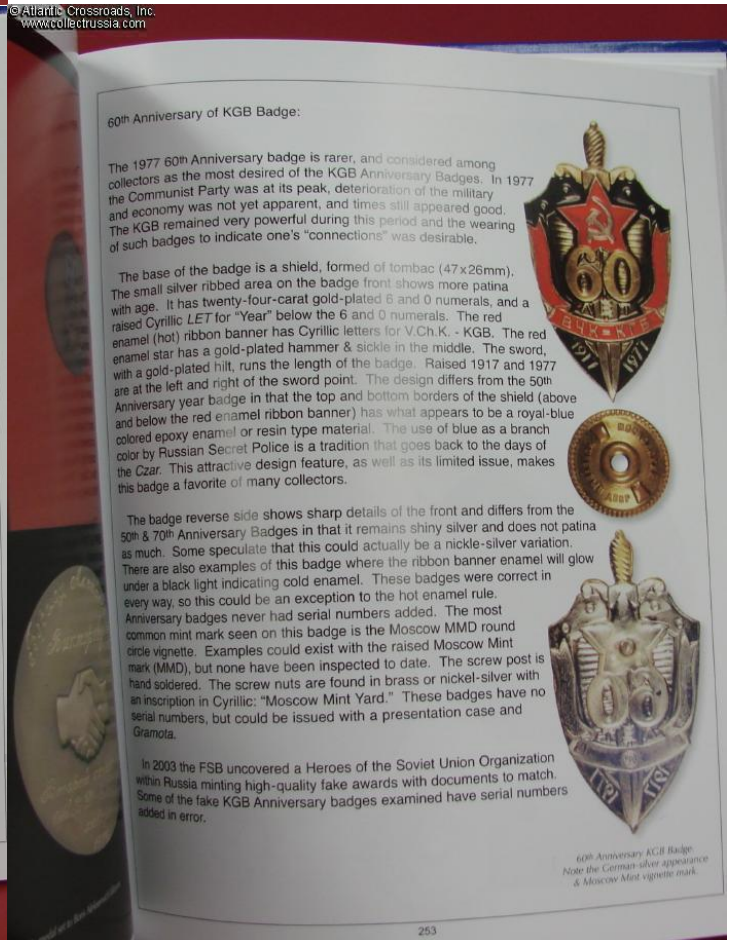 © Atlantic Crossroads, Inc.
www.collectrussia.com
60th Anniversary of KGB Badge:
The 1977 60th Anniversary badge is rarer, and considered among
collectors as the most desired of the KGB Anniversary Badges. In 1977
the Communist Party was at its peak, deterioration of the military
and economy was not yet apparent, and times still appeared good.
The KGB remained very powerful during this period and the wearing
of such badges to indicate one's "connections" was desirable.
The base of the badge is a shield, formed of tombac (47x26mm).
The small silver ribbed area on the badge front shows more patina
with age. It has twenty-four-carat gold-plated 6 and 0 numerals, and a
raised Cyrillic LET for "Year" below the 6 and 0 numerals. The red
enamel (hot) ribbon banner has Cyrillic letters for V.Ch.K. - KGB. The red
enamel star has a gold-plated hammer & sickle in the middle. The sword,
with a gold-plated hilt, runs the length of the badge. Raised 1917 and 1977
are at the left and right of the sword point. The design differs from the 50th
Anniversary year badge in that the top and bottom borders of the shield (above
and below the red enamel ribbon banner) has what appears to be a royal-blue
colored epoxy enamel or resin type material. The use of blue as a branch
color by Russian Secret Police is a tradition that goes back to the days of
the Czar. This attractive design feature, as well as its limited issue, makes
this badge a favorite of many collectors.
The badge reverse side shows sharp details of the front and differs from the
50th & 70th Anniversary Badges in that it remains shiny silver and does not patina
as much. Some speculate that this could actually be a nickle-silver variation.
There are also examples of this badge where the ribbon banner enamel will glow
under a black light indicating cold enamel. These badges were correct in
every way, so this could be an exception to the hot enamel rule.
Anniversary badges never had serial numbers added. The most
common mint mark seen on this badge is the Moscow MMD round
circle vignette. Examples could exist with the raised Moscow Mint
mark (MMD), but none have been inspected to date. The screw post is
hand soldered. The screw nuts are found in brass or nickel-silver with
an inscription in Cyrillic: "Moscow Mint Yard." These badges have no
serial numbers, but could be issued with a presentation case and
Gramota.
In 2003 the FSB uncovered a Heroes of the Soviet Union Organization
within Russia minting high-quality fake awards with documents to match.
Some of the fake KGB Anniversary badges examined have serial numbers
added in error.
60
ВЧК-КГБ
1917 1977
60th Anniversary KGB Badge.
Note the German-silver appearance
& Moscow Mint vignette mark.
253